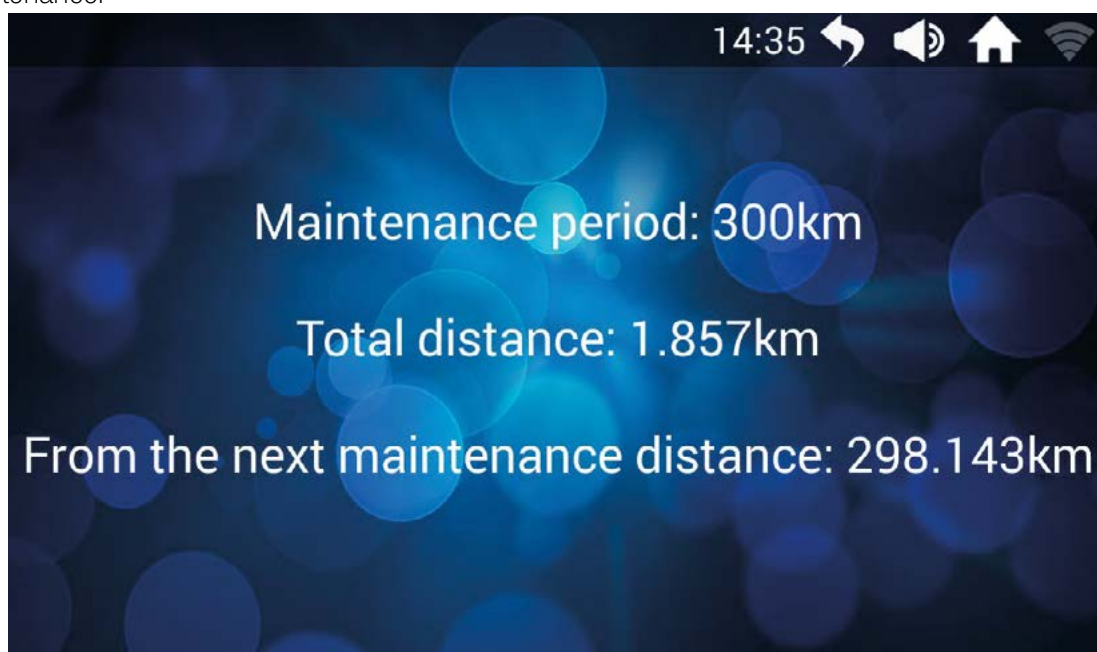 14:35
Maintenance period: 300km
Total distance: 1.857km
From the next maintenance distance: 298.143km